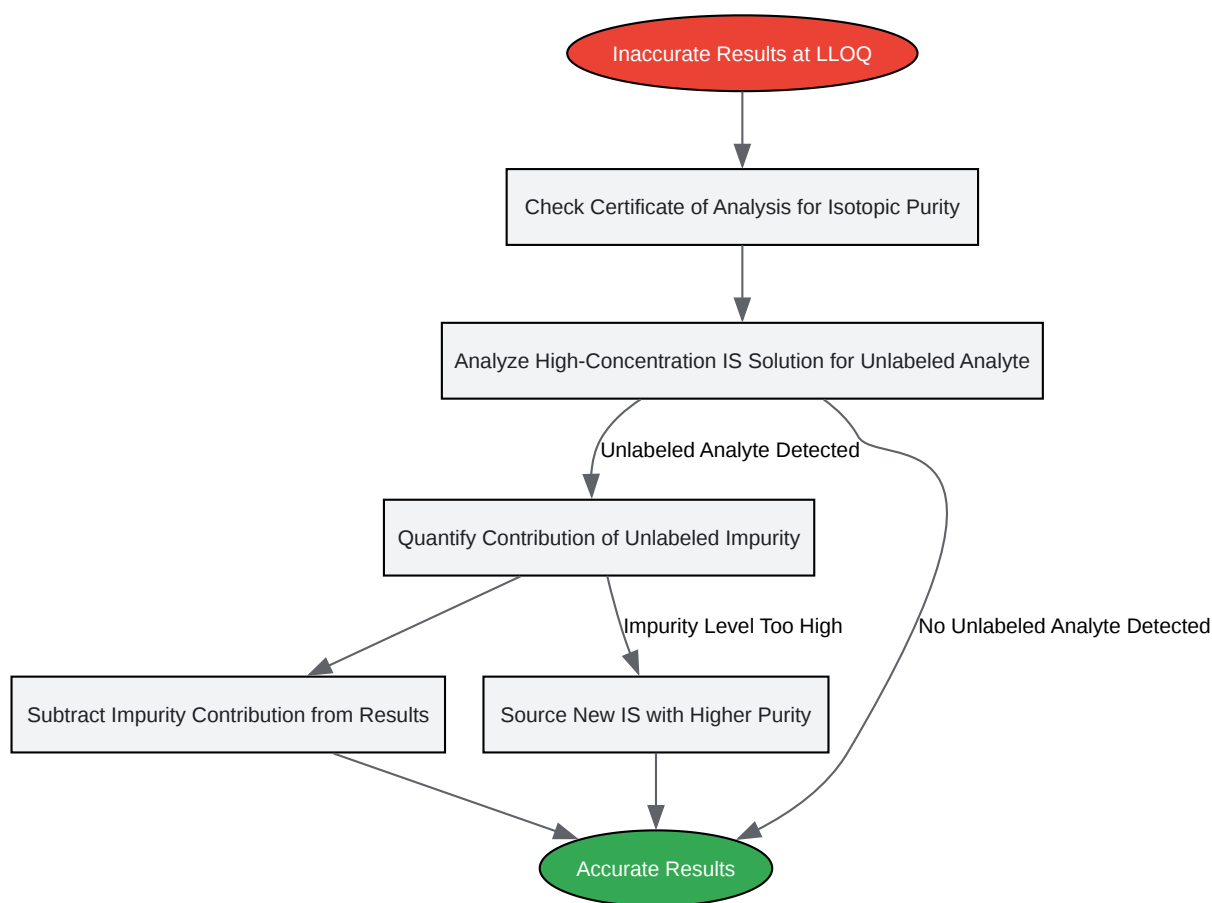 Inaccurate Results at LLOQ
Check Certificate of Analysis for Isotopic Purity
Analyze High-Concentration IS Solution for Unlabeled Analyte
Unlabeled Analyte Detected
Quantify Contribution of Unlabeled Impurity
Impurity Level Too High
No Unlabeled Analyte Detected
Subtract Impurity Contribution from Results
Source New IS with Higher Purity
Accurate Results